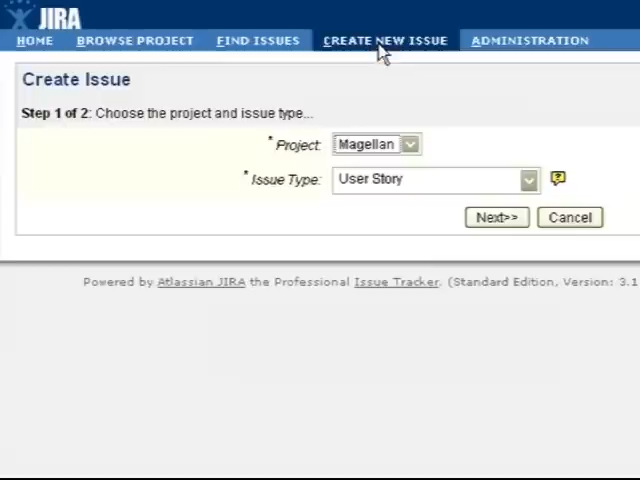 JIRA
HOME BROWSE PROJECT FIND ISSUES CREATE NEW ISSUE ADMINISTRATION
Create Issue
Step 1 of 2: Choose the project and issue type...
* Project: Magellan
* Issue Type: User Story ?
Next>> Cancel
Powered by Atlassian JIRA the Professional Issue Tracker. (Standard Edition, Version: 3.1